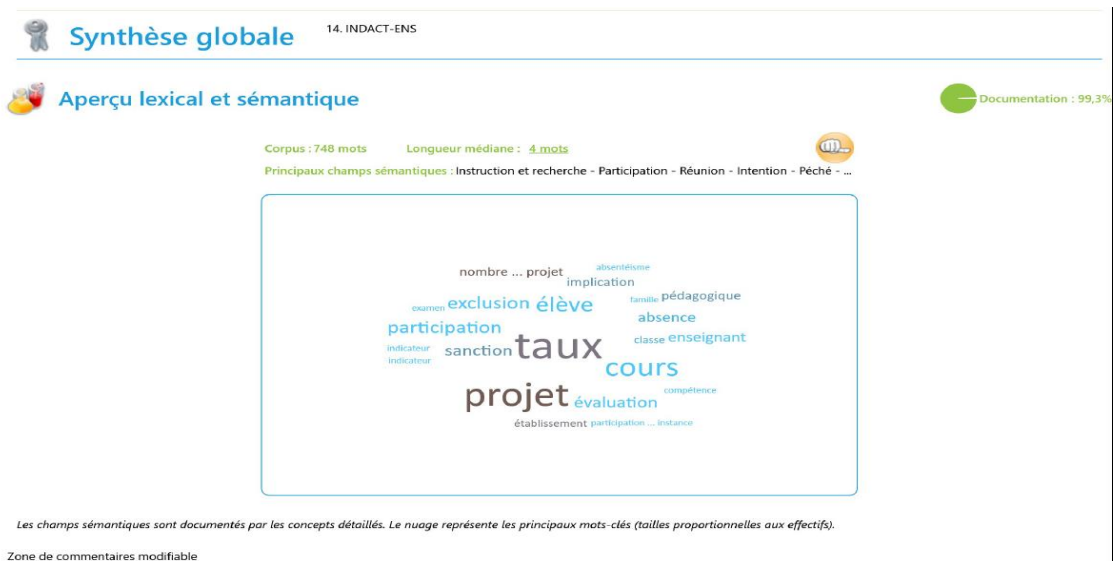 Synthèse globale 14. INDACT-ENS
Aperçu lexical et sémantique
Documentation : 99,3%
Corpus : 748 mots Longueur médiane : 4 mots
Principaux champs sémantiques : Instruction et recherche - Participation - Réunion - Intention - Péché - ...
absentéisme
nombre ... projet
implication
famille pédagogique
examen exclusion élève
absence
participation
classe enseignant
indicateur
sanction taux
indicateur
cours
compétence
projet évaluation
établissement participation ... instance
Les champs sémantiques sont documentés par les concepts détaillés. Le nuage représente les principaux mots-clés (tailles proportionnelles aux effectifs).
Zone de commentaires modifiable